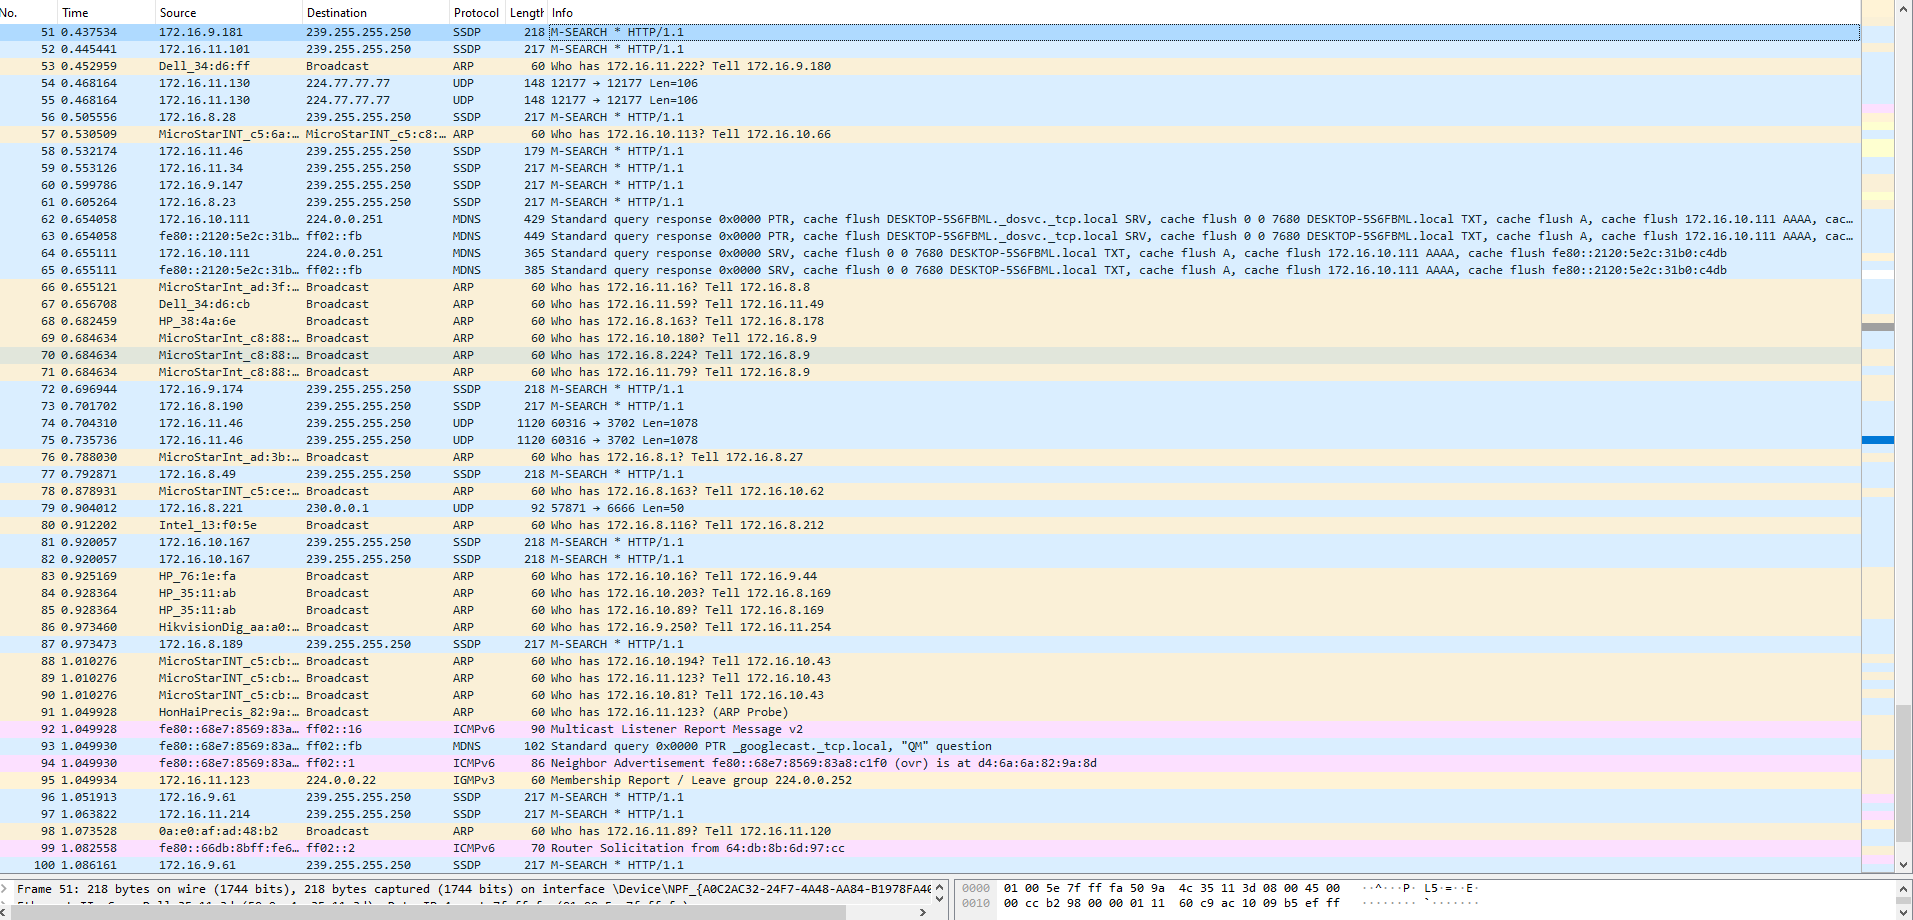 No. Time Source Destination Protocol Length Info
51 0.437534 172.16.9.181 239.255.255.250 SSDP 218 M-SEARCH * HTTP/1.1
52 0.445441 172.16.11.101 239.255.255.250 SSDP 217 M-SEARCH * HTTP/1.1
53 0.452959 Dell_34:d6:ff Broadcast ARP 60 Who has 172.16.11.222? Tell 172.16.9.180
54 0.468164 172.16.11.130 224.77.77.77 UDP 148 12177 → 12177 Len=106
55 0.468164 172.16.11.130 224.77.77.77 UDP 148 12177 → 12177 Len=106
56 0.505556 172.16.8.28 239.255.255.250 SSDP 217 M-SEARCH * HTTP/1.1
57 0.530509 MicroStarINT_c5:6a:… MicroStarINT_c5:c8:… ARP 60 Who has 172.16.10.113? Tell 172.16.10.66
58 0.532174 172.16.11.46 239.255.255.250 SSDP 179 M-SEARCH * HTTP/1.1
59 0.553126 172.16.11.34 239.255.255.250 SSDP 217 M-SEARCH * HTTP/1.1
60 0.599786 172.16.9.147 239.255.255.250 SSDP 217 M-SEARCH * HTTP/1.1
61 0.605264 172.16.8.23 239.255.255.250 SSDP 217 M-SEARCH * HTTP/1.1
62 0.654058 172.16.10.111 224.0.0.251 MDNS 429 Standard query response 0x0000 PTR, cache flush DESKTOP-5S6FBML._dosvc._tcp.local SRV, cache flush 0 0 7680 DESKTOP-5S6FBML.local TXT, cache flush A, cache flush 172.16.10.111 AAAA, cac…
63 0.654058 fe80::2120:5e2c:31b… ff02::fb MDNS 449 Standard query response 0x0000 PTR, cache flush DESKTOP-5S6FBML._dosvc._tcp.local SRV, cache flush 0 0 7680 DESKTOP-5S6FBML.local TXT, cache flush A, cache flush 172.16.10.111 AAAA, cac…
64 0.655111 172.16.10.111 224.0.0.251 MDNS 365 Standard query response 0x0000 SRV, cache flush 0 0 7680 DESKTOP-5S6FBML.local TXT, cache flush A, cache flush 172.16.10.111 AAAA, cache flush fe80::2120:5e2c:31b0:c4db
65 0.655111 fe80::2120:5e2c:31b… ff02::fb MDNS 385 Standard query response 0x0000 SRV, cache flush 0 0 7680 DESKTOP-5S6FBML.local TXT, cache flush A, cache flush 172.16.10.111 AAAA, cache flush fe80::2120:5e2c:31b0:c4db
66 0.655121 MicroStarInt_ad:3f:… Broadcast ARP 60 Who has 172.16.11.16? Tell 172.16.8.8
67 0.656708 Dell_34:d6:cb Broadcast ARP 60 Who has 172.16.11.59? Tell 172.16.11.49
68 0.682459 HP_38:4a:6e Broadcast ARP 60 Who has 172.16.8.163? Tell 172.16.8.178
69 0.684634 MicroStarInt_c8:88:… Broadcast ARP 60 Who has 172.16.10.180? Tell 172.16.8.9
70 0.684634 MicroStarInt_c8:88:… Broadcast ARP 60 Who has 172.16.8.224? Tell 172.16.8.9
71 0.684634 MicroStarInt_c8:88:… Broadcast ARP 60 Who has 172.16.11.79? Tell 172.16.8.9
72 0.696944 172.16.9.174 239.255.255.250 SSDP 218 M-SEARCH * HTTP/1.1
73 0.701702 172.16.8.190 239.255.255.250 SSDP 217 M-SEARCH * HTTP/1.1
74 0.704310 172.16.11.46 239.255.255.250 UDP 1120 60316 → 3702 Len=1078
75 0.735736 172.16.11.46 239.255.255.250 UDP 1120 60316 → 3702 Len=1078
76 0.788030 MicroStarInt_ad:3b:… Broadcast ARP 60 Who has 172.16.8.1? Tell 172.16.8.27
77 0.792871 172.16.8.49 239.255.255.250 SSDP 218 M-SEARCH * HTTP/1.1
78 0.878931 MicroStarINT_c5:ce:… Broadcast ARP 60 Who has 172.16.8.163? Tell 172.16.10.62
79 0.904012 172.16.8.221 230.0.0.1 UDP 92 57871 → 6666 Len=50
80 0.912202 Intel_13:f0:5e Broadcast ARP 60 Who has 172.16.8.116? Tell 172.16.8.212
81 0.920057 172.16.10.167 239.255.255.250 SSDP 218 M-SEARCH * HTTP/1.1
82 0.920057 172.16.10.167 239.255.255.250 SSDP 218 M-SEARCH * HTTP/1.1
83 0.925169 HP_76:1e:fa Broadcast ARP 60 Who has 172.16.10.16? Tell 172.16.9.44
84 0.928364 HP_35:11:ab Broadcast ARP 60 Who has 172.16.10.203? Tell 172.16.8.169
85 0.928364 HP_35:11:ab Broadcast ARP 60 Who has 172.16.10.89? Tell 172.16.8.169
86 0.973460 HikvisionDig_aa:a0:… Broadcast ARP 60 Who has 172.16.9.250? Tell 172.16.11.254
87 0.973473 172.16.8.189 239.255.255.250 SSDP 217 M-SEARCH * HTTP/1.1
88 1.010276 MicroStarINT_c5:cb:… Broadcast ARP 60 Who has 172.16.10.194? Tell 172.16.10.43
89 1.010276 MicroStarINT_c5:cb:… Broadcast ARP 60 Who has 172.16.11.123? Tell 172.16.10.43
90 1.010276 MicroStarINT_c5:cb:… Broadcast ARP 60 Who has 172.16.10.81? Tell 172.16.10.43
91 1.049928 HonHaiPrecis_82:9a:… Broadcast ARP 60 Who has 172.16.11.123? (ARP Probe)
92 1.049928 fe80::68e7:8569:83a… ff02::16 ICMPv6 90 Multicast Listener Report Message v2
93 1.049930 fe80::68e7:8569:83a… ff02::fb MDNS 102 Standard query 0x0000 PTR _googlecast._tcp.local, "QM" question
94 1.049930 fe80::68e7:8569:83a… ff02::1 ICMPv6 86 Neighbor Advertisement fe80::68e7:8569:83a8:c1f0 (ovr) is at d4:6a:6a:82:9a:8d
95 1.049934 172.16.11.123 224.0.0.22 IGMPv3 60 Membership Report / Leave group 224.0.0.252
96 1.051913 172.16.9.61 239.255.255.250 SSDP 217 M-SEARCH * HTTP/1.1
97 1.063822 172.16.11.214 239.255.255.250 SSDP 217 M-SEARCH * HTTP/1.1
98 1.073528 0a:e0:af:ad:48:b2 Broadcast ARP 60 Who has 172.16.11.89? Tell 172.16.11.120
99 1.082558 fe80::66db:8bff:fe6… ff02::2 ICMPv6 70 Router Solicitation from 64:db:8b:6d:97:cc
100 1.086161 172.16.9.61 239.255.255.250 SSDP 217 M-SEARCH * HTTP/1.1
Frame 51: 218 bytes on wire (1744 bits), 218 bytes captured (1744 bits) on interface \Device\NPF_{A0C2AC32-24F7-4A48-AA84-B1978FA40
0000 01 00 5e 7f ff fa 50 9a 4c 35 11 3d 08 00 45 00 ··^···P· L5·=··E·
0010 00 cc b2 98 00 00 01 11 60 c9 ac 10 09 b5 ef ff ········ `·······